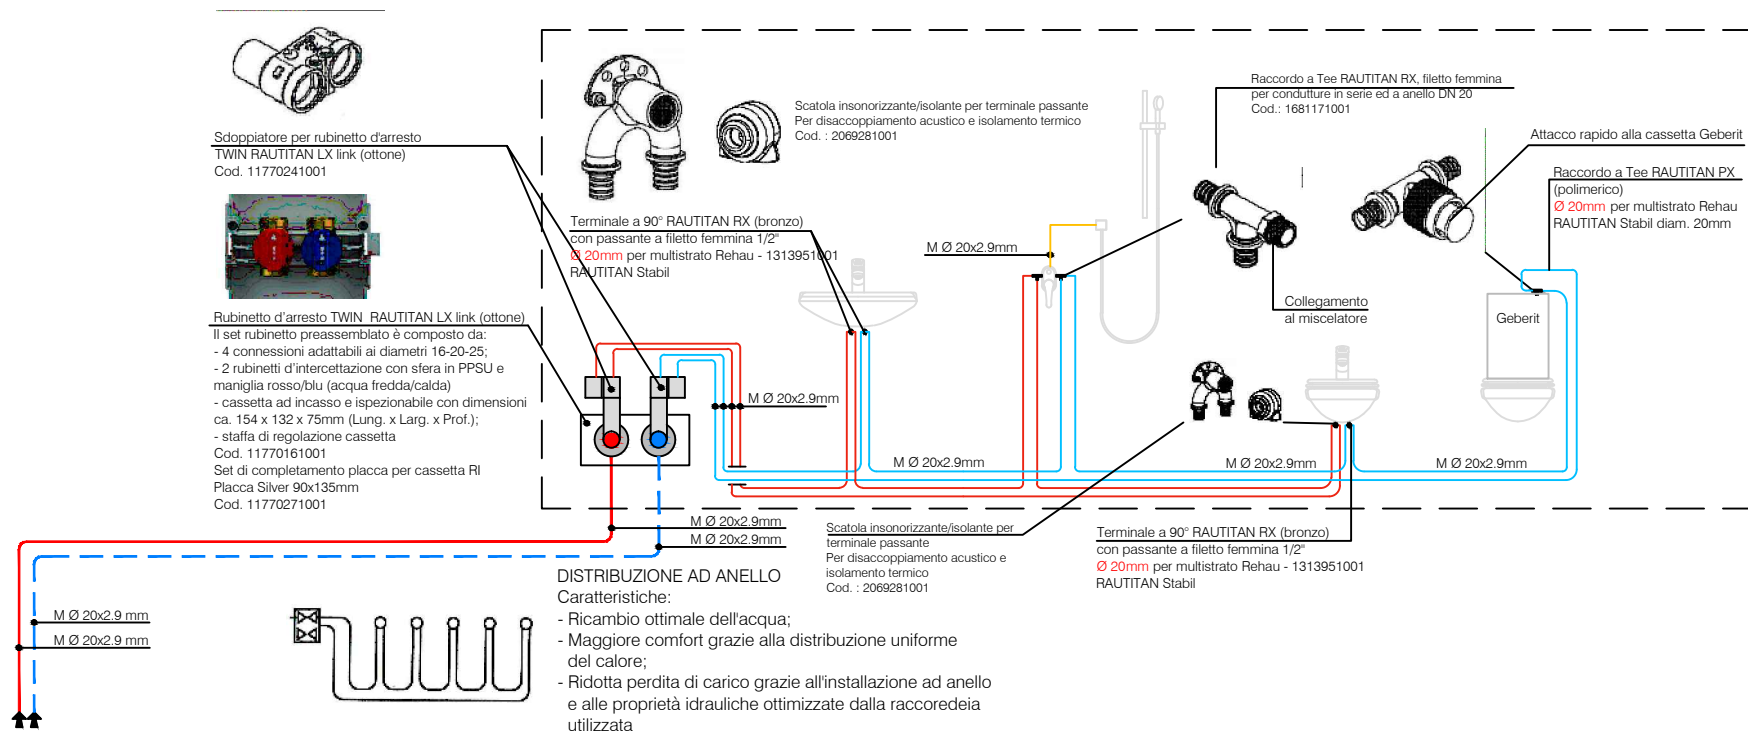 Sdoppiatore per rubinetto d'arresto
TWIN RAUTITAN LX link (ottone)
Cod. 11770241001
Rubinetto d'arresto TWIN  RAUTITAN LX link (ottone)
Il set rubinetto preassemblato è composto da:
- 4 connessioni adattabili ai diametri 16-20-25;
- 2 rubinetti d'intercettazione con sfera in PPSU e
maniglia rosso/blu (acqua fredda/calda)
- cassetta ad incasso e ispezionabile con dimensioni
ca. 154 x 132 x 75mm (Lung. x Larg. x Prof.);
- staffa di regolazione cassetta
Cod. 11770161001
Set di completamento placca per cassetta RI
Placca Silver 90x135mm
Cod. 11770271001
Scatola insonorizzante/isolante per terminale passante
Per disaccoppiamento acustico e isolamento termico
Cod. : 2069281001
Terminale a 90° RAUTITAN RX (bronzo)
con passante a filetto femmina 1/2"
Ø 20mm per multistrato Rehau - 1313951001
RAUTITAN Stabil
Raccordo a Tee RAUTITAN RX, filetto femmina
per condutture in serie ed a anello DN 20
Cod.: 1681171001
Attacco rapido alla cassetta Geberit
Raccordo a Tee RAUTITAN PX
(polimerico)
Ø 20mm per multistrato Rehau
RAUTITAN Stabil diam. 20mm
M Ø 20x2.9mm
Collegamento
al miscelatore
Geberit
M Ø 20x2.9mm
M Ø 20x2.9mm
M Ø 20x2.9mm
M Ø 20x2.9mm
M Ø 20x2.9mm
M Ø 20x2.9mm
Scatola insonorizzante/isolante per
terminale passante
Per disaccoppiamento acustico e
isolamento termico
Cod. : 2069281001
Terminale a 90° RAUTITAN RX (bronzo)
con passante a filetto femmina 1/2"
Ø 20mm per multistrato Rehau - 1313951001
RAUTITAN Stabil
M Ø 20x2.9 mm
M Ø 20x2.9 mm
DISTRIBUZIONE AD ANELLO
Caratteristiche:
- Ricambio ottimale dell'acqua;
- Maggiore comfort grazie alla distribuzione uniforme
del calore;
- Ridotta perdita di carico grazie all'installazione ad anello
e alle proprietà idrauliche ottimizzate dalla raccoredeia
utilizzata